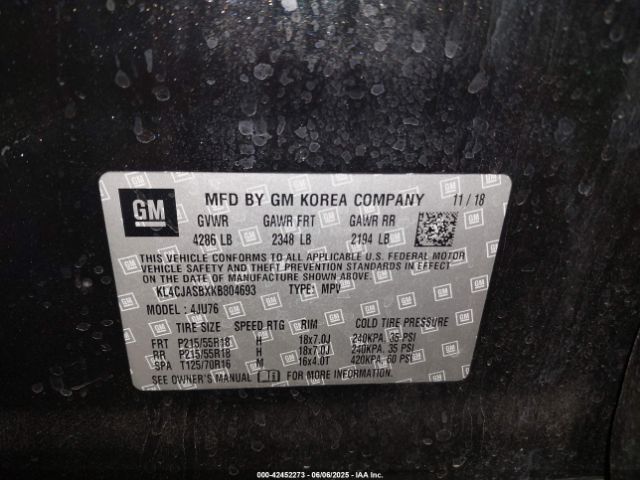 GM MFD BY GM KOREA COMPANY 11/18
GVWR GAWR FRT GAWR RR
4286 LB 2348 LB 2194 LB
THIS VEHICLE CONFORMS TO ALL APPLICABLE U.S. FEDERAL MOTOR
VEHICLE SAFETY, BUMPER, AND THEFT PREVENTION STANDARDS IN
EFFECT ON THE DATE OF MANUFACTURE SHOWN ABOVE.
KL4CJASBXKB804693 TYPE: MPV
MODEL: 4JU76
TIRE SIZE SPEED RTG RIM COLD TIRE PRESSURE
FRT P215/55R18 H 18x7.0J 240KPA, 35 PSI
RR P215/55R18 H 18x7.0J 240KPA, 35 PSI
SPA T125/70R16 M 16x4.0T 420KPA, 60 PSI
SEE OWNER'S MANUAL FOR MORE INFORMATION.
000-42452273 - 06/06/2025 - IAAI Inc.